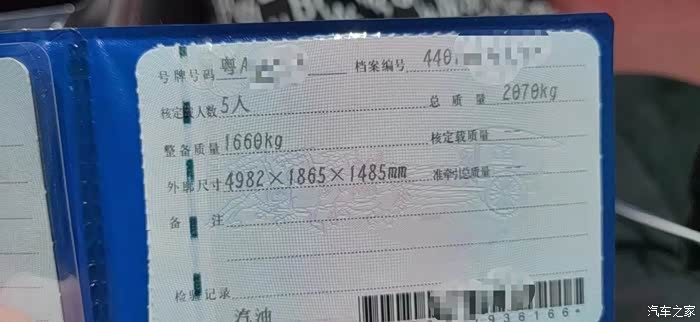 号牌号码 粤A 档案编号 440
核定载人数 5人 总质量 2070kg
整备质量 1660kg 核定载质量 --
外廓尺寸 4982×1865×1485mm 准牵引总质量 --
备注
检验记录
汽油
936166*
汽车之家